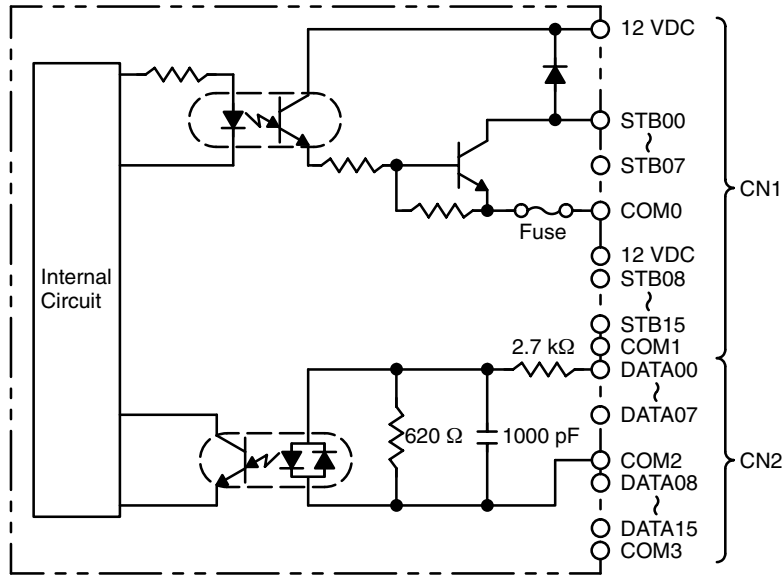 12 VDC
STB00
~
STB07
CN1
COM0
Fuse
12 VDC
STB08
~
Internal
Circuit
STB15
2.7 kΩ
COM1
DATA00
~
DATA07
620 Ω
1000 pF
COM2
CN2
DATA08
~
DATA15
COM3